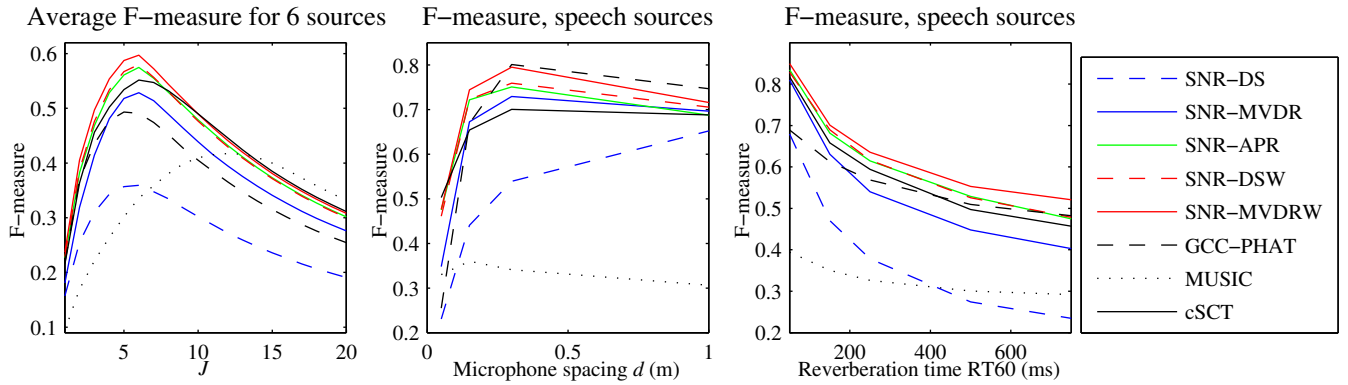 Average F−measure for 6 sources
F−measure
0.6
0.5
0.4
0.3
0.2
0.1
5
10
15
20
J
F−measure, speech sources
F−measure
0.8
0.7
0.6
0.5
0.4
0.3
0.2
0
0.5
1
Microphone spacing d (m)
F−measure, speech sources
F−measure
0.8
0.7
0.6
0.5
0.4
0.3
0.2
200
400
600
Reverberation time RT60 (ms)
SNR−DS
SNR−MVDR
SNR−APR
SNR−DSW
SNR−MVDRW
GCC−PHAT
MUSIC
cSCT